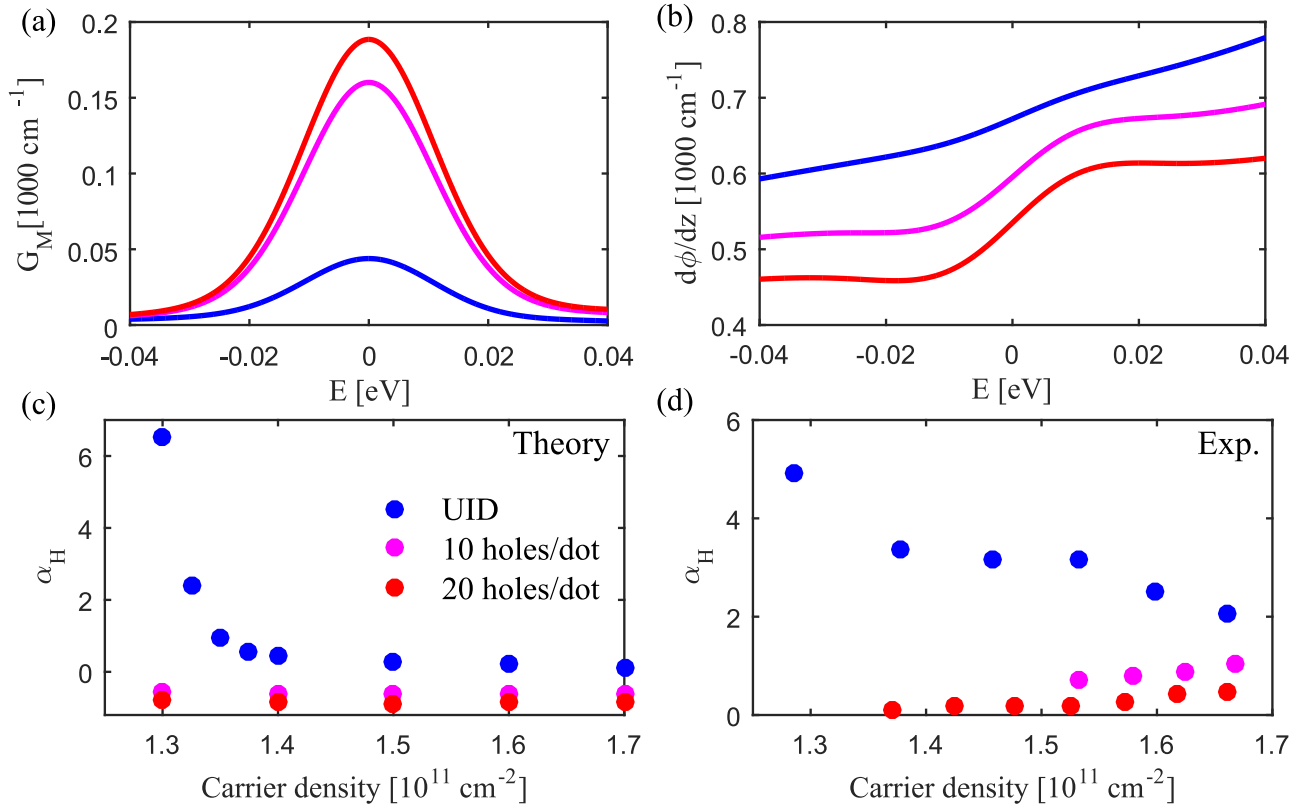 (a)
G_M[1000 cm ⁻¹]
0.2
0.15
0.1
0.05
0
-0.04
-0.02
0
0.02
0.04
E [eV]
(b)
dϕ/dz [1000 cm⁻¹]
0.8
0.7
0.6
0.5
0.4
-0.04
-0.02
0
0.02
0.04
E [eV]
(c)
α_H
6
4
2
0
Theory
UID
10 holes/dot
20 holes/dot
1.3
1.4
1.5
1.6
1.7
Carrier density [10¹¹ cm⁻²]
(d)
α_H
6
4
2
0
Exp.
1.3
1.4
1.5
1.6
1.7
Carrier density [10¹¹ cm⁻²]